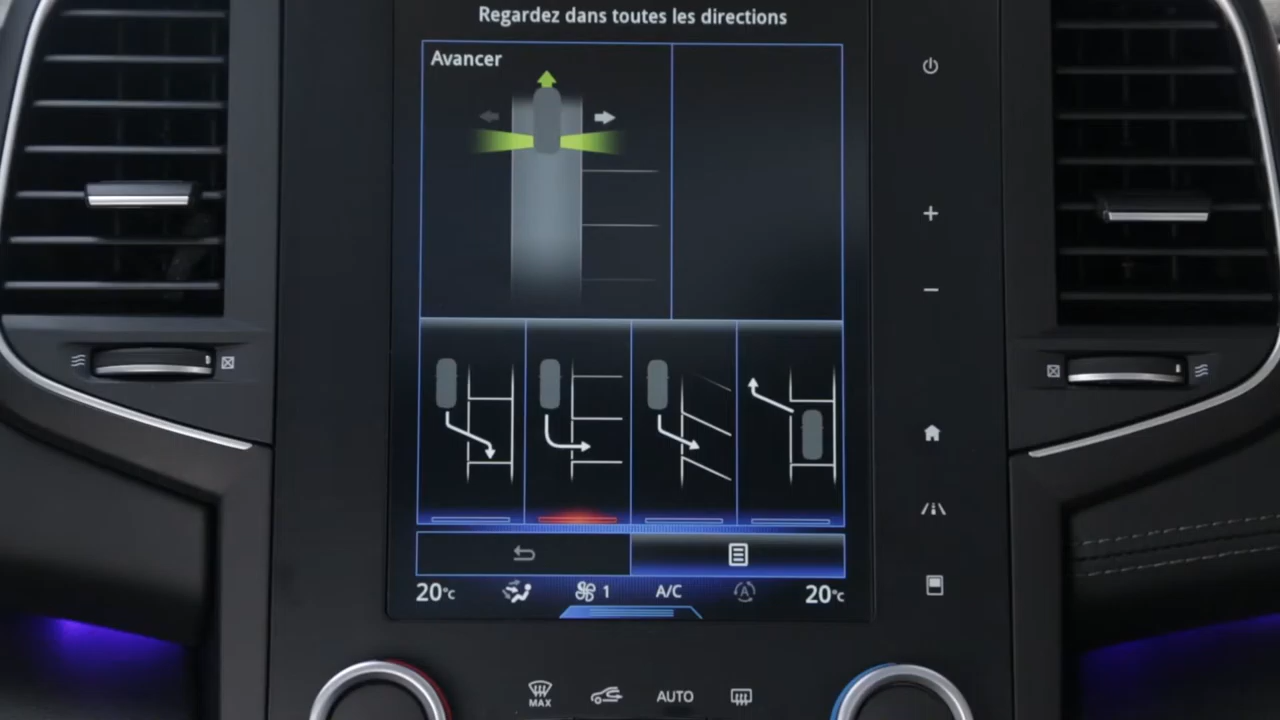 Regardez dans toutes les directions
Avancer
20°C
1
A/C
A
20°C
MAX
AUTO